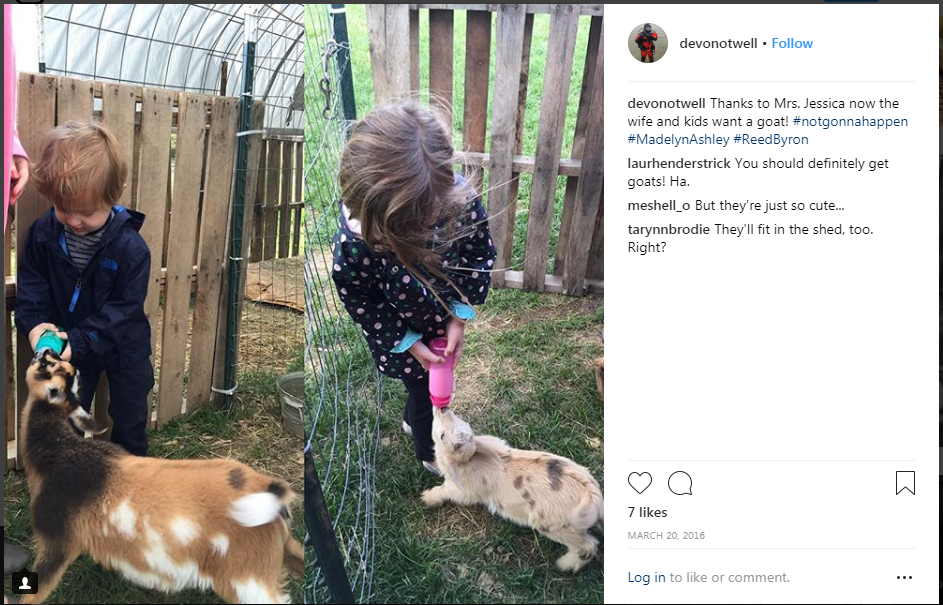 devonotwell • Follow
devonotwell Thanks to Mrs. Jessica now the
wife and kids want a goat! #notgonnahappen
#MadelynAshley #ReedByron
laurhenderstrick You should definitely get
goats! Ha.
meshell_o But they're just so cute...
tarynnbrodie They'll fit in the shed, too.
Right?
7 likes
MARCH 20, 2016
Log in to like or comment.